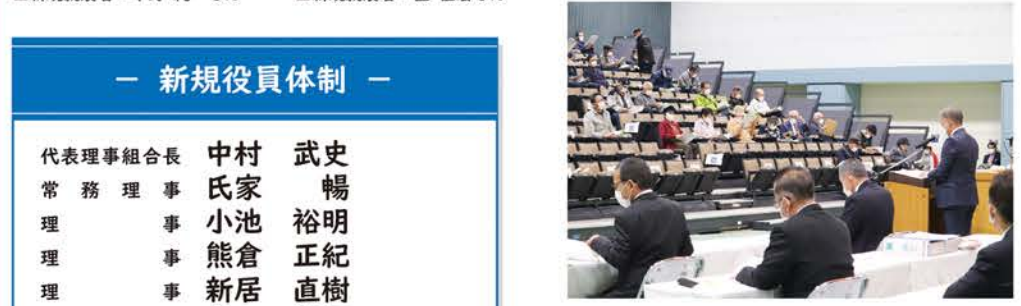 － 新規役員体制 －
代表理事組合長 中村 武史
常務理事 氏家 暢
理事 小池 裕明
理事 熊倉 正紀
理事 新居 直樹